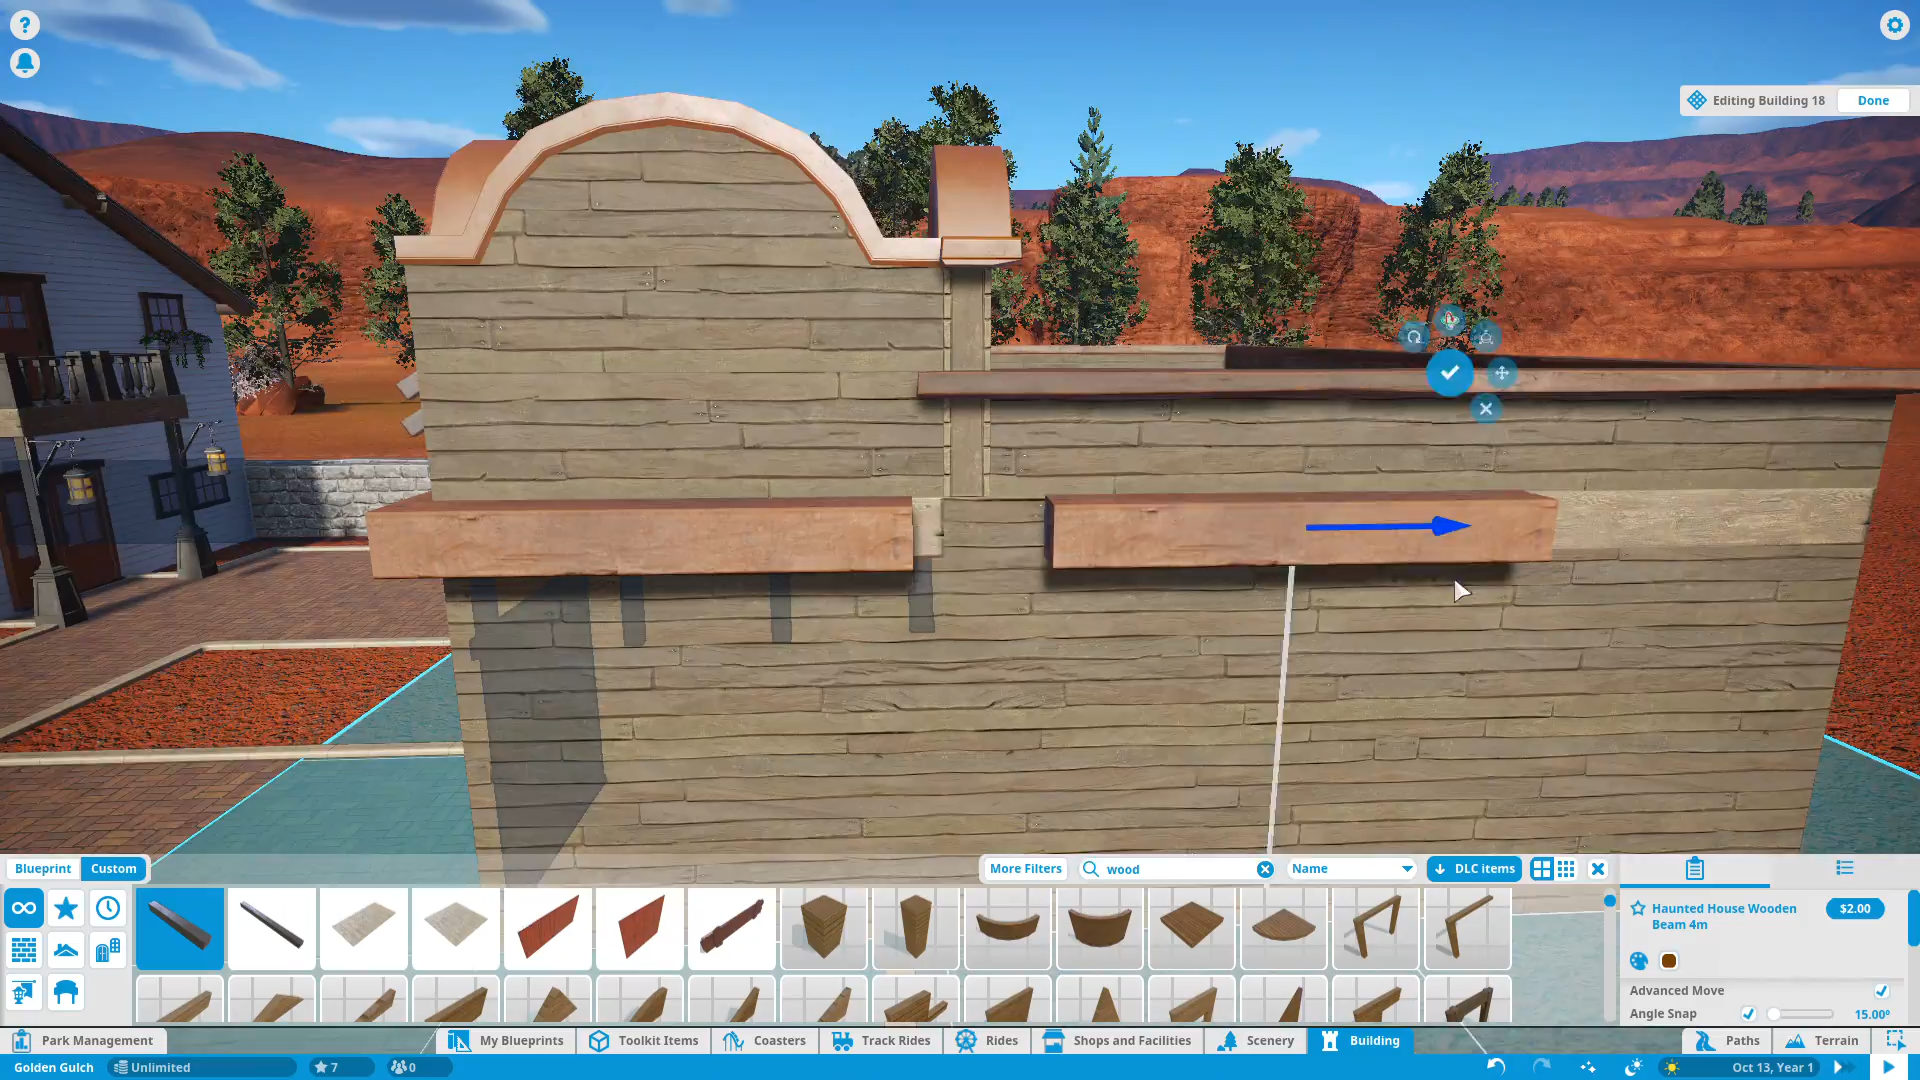 ?
Editing Building 18
Done
Blueprint
Custom
More Filters
wood
Name
DLC items
Haunted House Wooden
Beam 4m
$2.00
Advanced Move
Angle Snap
15.00°
Park Management
My Blueprints
Toolkit Items
Coasters
Track Rides
Rides
Shops and Facilities
Scenery
Building
Paths
Terrain
Golden Gulch
Unlimited
7
0
Oct 13, Year 1